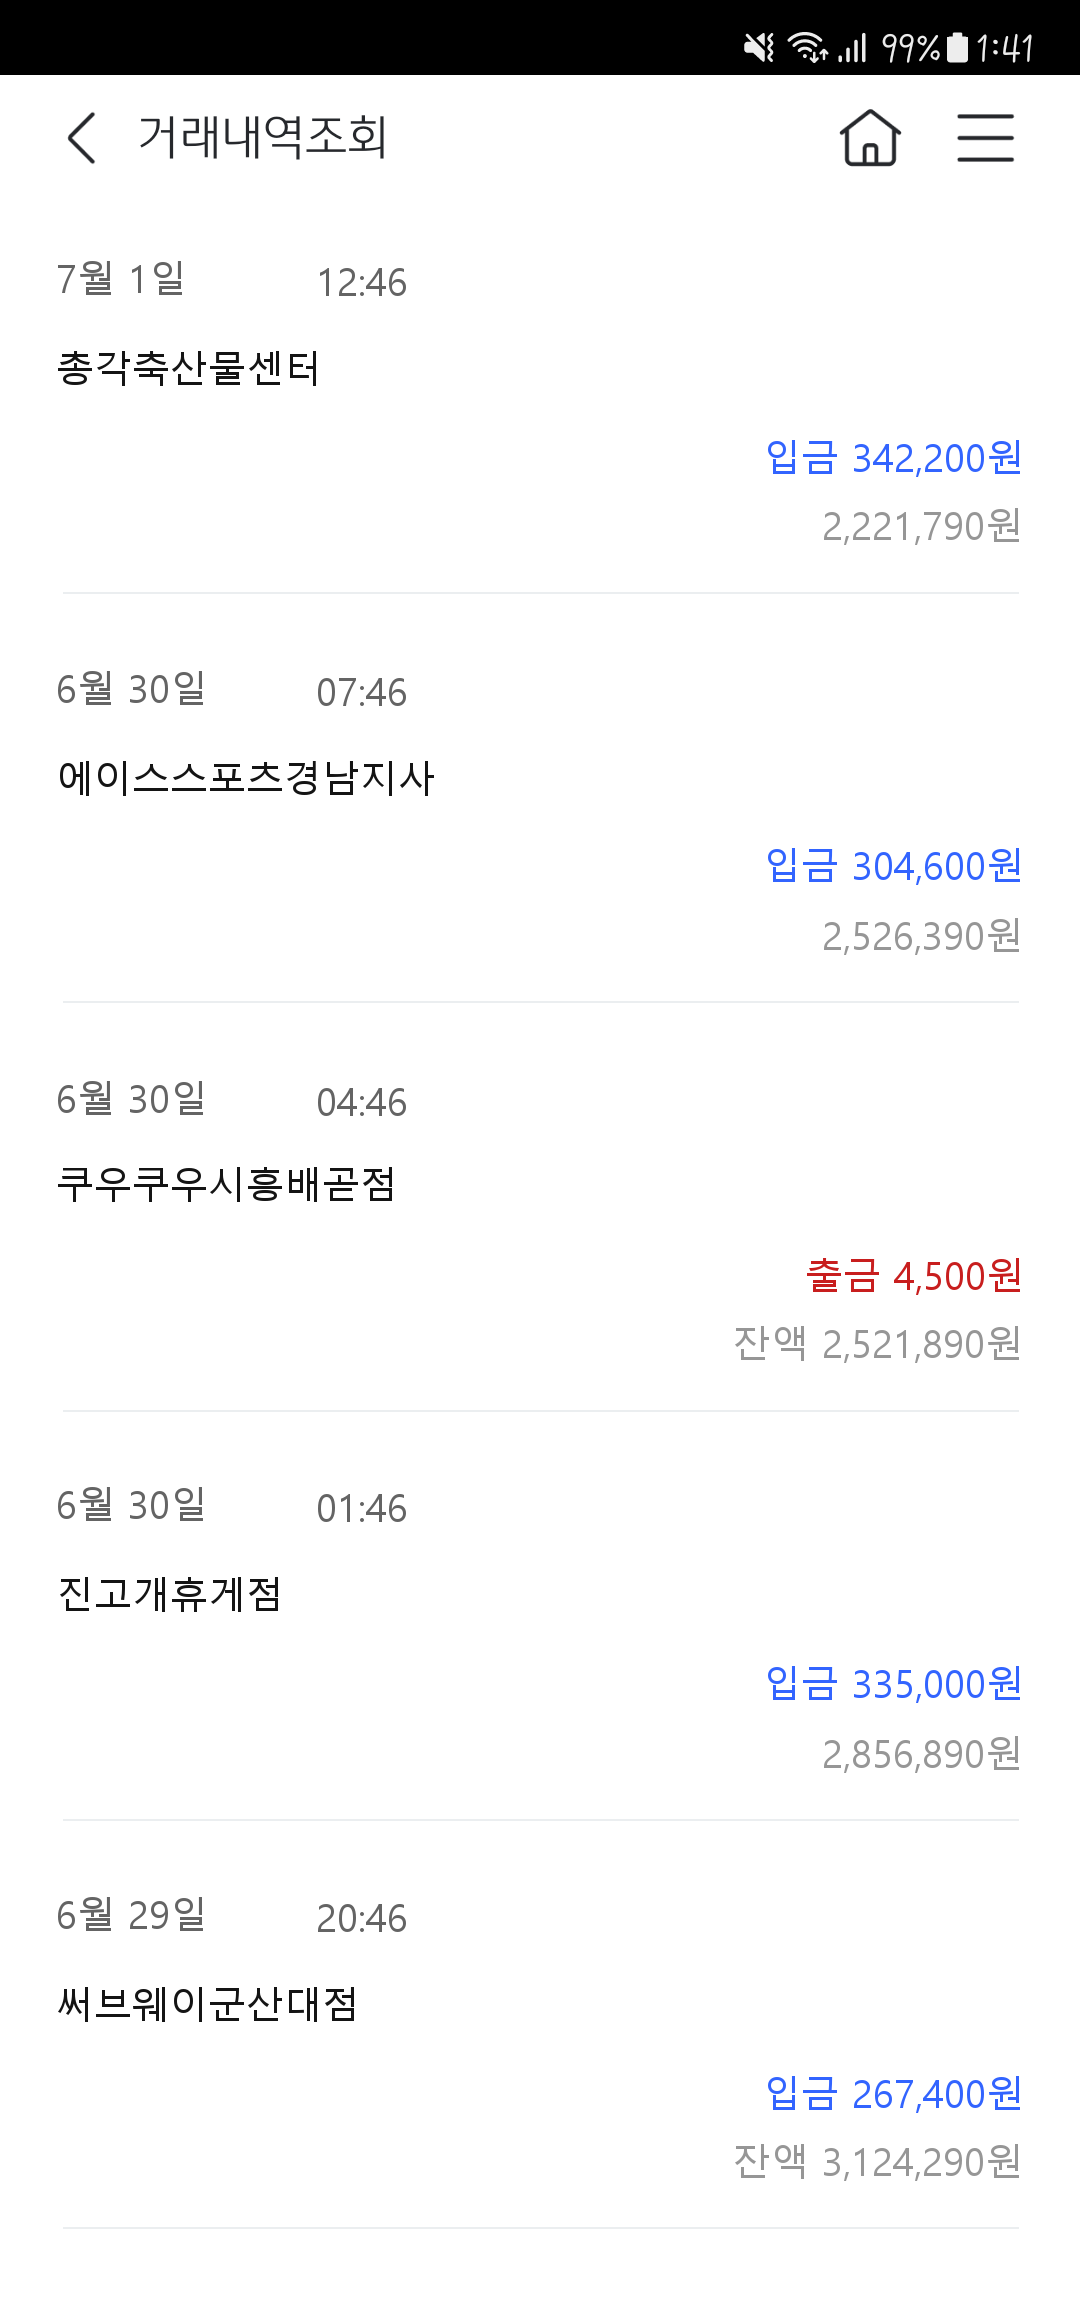 99% 1:41
거래내역조회
7월 1일 12:46
총각축산물센터
입금 342,200원
2,221,790원
6월 30일 07:46
에이스스포츠경남지사
입금 304,600원
2,526,390원
6월 30일 04:46
쿠우쿠우시흥배곧점
출금 4,500원
잔액 2,521,890원
6월 30일 01:46
진고개휴게점
입금 335,000원
2,856,890원
6월 29일 20:46
써브웨이군산대점
입금 267,400원
잔액 3,124,290원